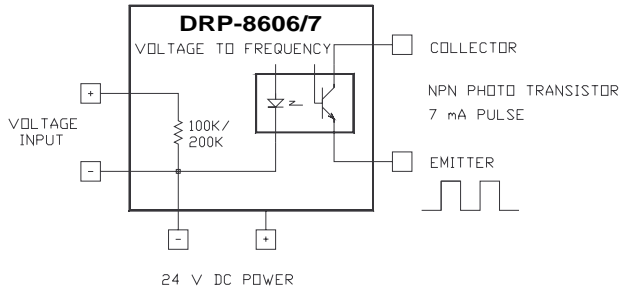 DRP-8606/7
VOLTAGE TO FREQUENCY
COLLECTOR
NPN PHOTO TRANSISTOR
7 mA PULSE
+
VOLTAGE
INPUT
100K/
200K
-
EMITTER
-
+
24 V DC POWER